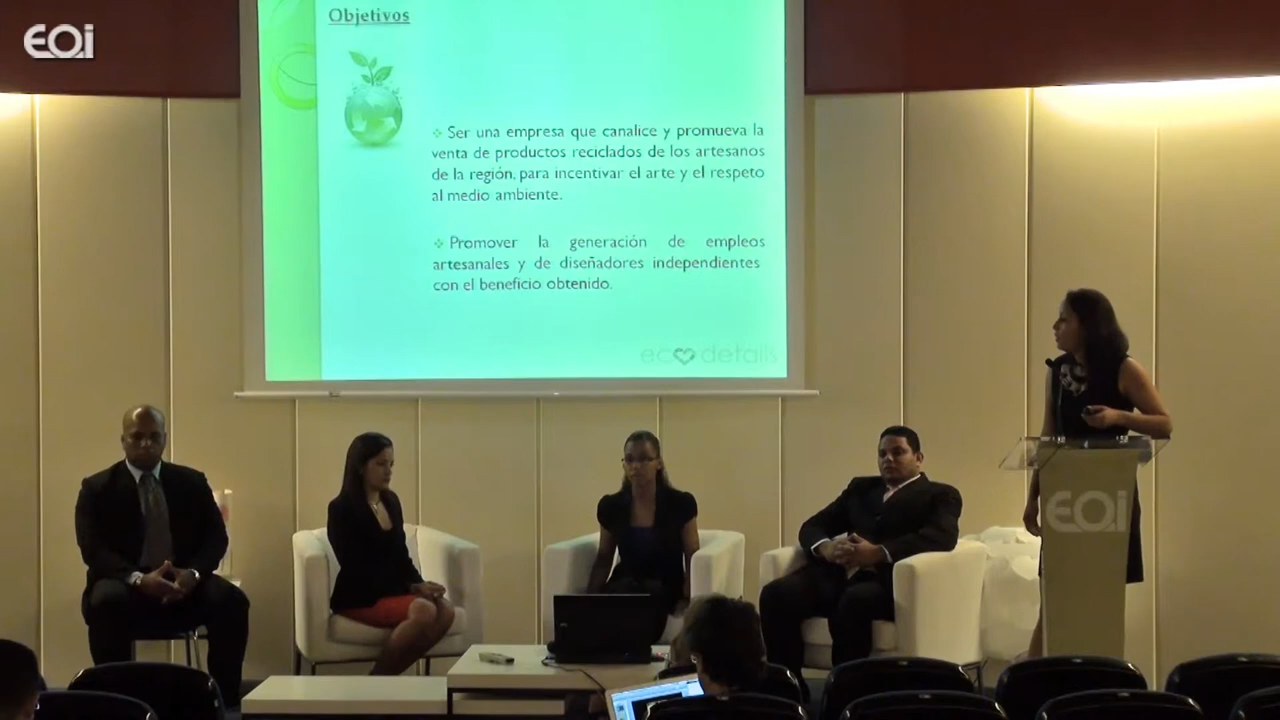 EOi
Objetivos
Ser una empresa que canalice y promueva la
venta de productos reciclados de los artesanos
de la región, para incentivar el arte y el respeto
al medio ambiente.
Promover la generación de empleos
artesanales y de diseñadores independientes
con el beneficio obtenido.
eco details
EOi